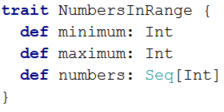 trait NumbersInRange {
  def minimum: Int
  def maximum: Int
  def numbers: Seq[Int]
}